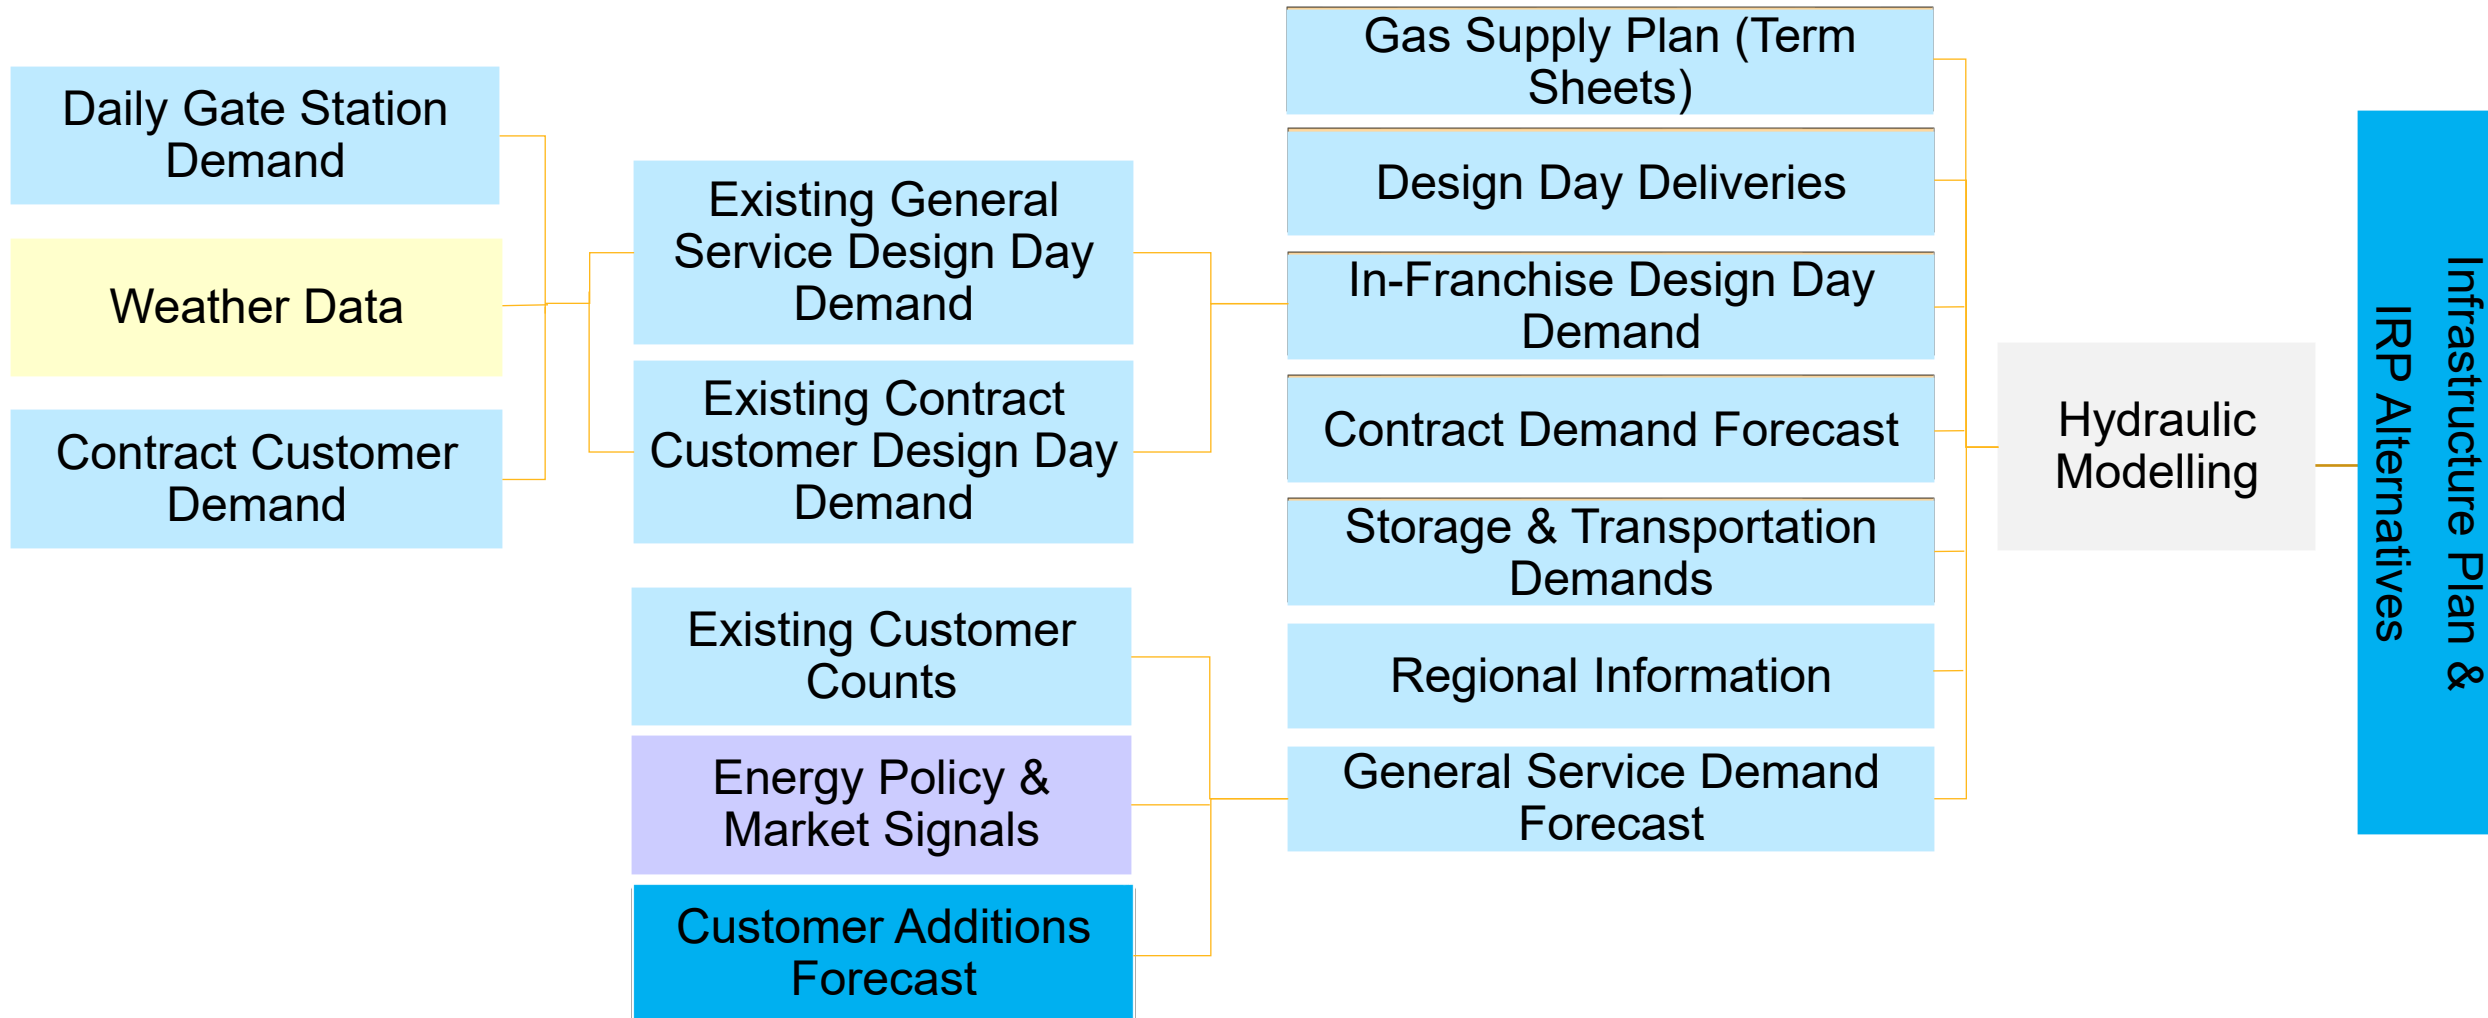 Daily Gate Station
Demand
Weather Data
Contract Customer
Demand
Existing General
Service Design Day
Demand
Existing Contract
Customer Design Day
Demand
Existing Customer
Counts
Energy Policy &
Market Signals
Customer Additions
Forecast
Gas Supply Plan (Term
Sheets)
Design Day Deliveries
In-Franchise Design Day
Demand
Contract Demand Forecast
Storage & Transportation
Demands
Regional Information
General Service Demand
Forecast
Hydraulic
Modelling
Infrastructure Plan &
IRP Alternatives